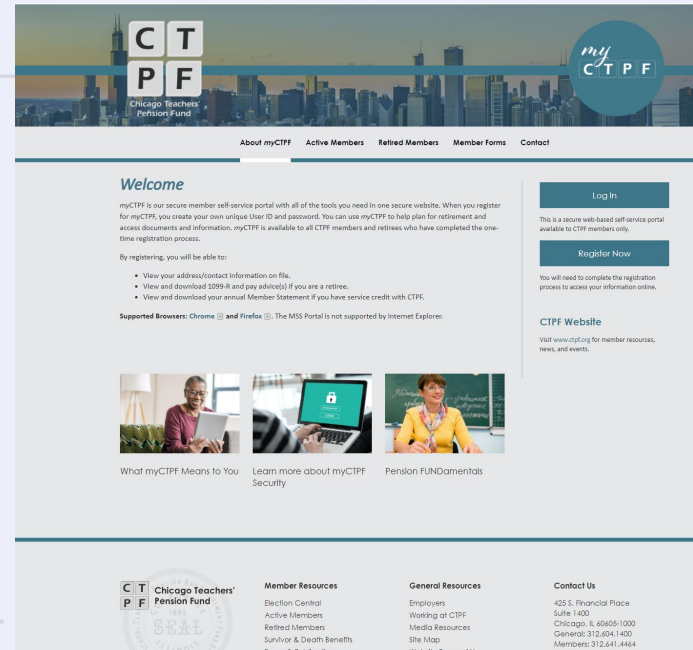 C T
P F
Chicago Teachers'
Pension Fund
my
C T P F
About myCTPF Active Members Retired Members Member Forms Contact
Welcome
myCTPF is our secure member self-service portal with all of the tools you need in one secure website. When you register
for myCTPF, you create your own unique User ID and password. You can use myCTPF to help plan for retirement and
access documents and information. myCTPF is available to all CTPF members and retirees who have completed the one-
time registration process.
By registering, you will be able to:
• View your address/contact information on file.
• View and download 1099-R and pay advice(s) if you are a retiree.
• View and download your annual Member Statement if you have service credit with CTPF.
Supported Browsers: Chrome and Firefox. The MSS Portal is not supported by Internet Explorer.
Log In
This is a secure web-based self-service portal
available to CTPF members only.
Register Now
You will need to complete the registration
process to access your information online.
CTPF Website
Visit www.ctpf.org for member resources,
news, and events.
What myCTPF Means to You
Learn more about myCTPF
Security
Pension FUNDamentals
C T
P F
Chicago Teachers'
Pension Fund
1895
SEAL
Member Resources
Election Central
Active Members
Retired Members
Survivor & Death Benefits
General Resources
Employers
Working at CTPF
Media Resources
Site Map
Contact Us
425 S. Financial Place
Suite 1400
Chicago, IL 60605-1000
General: 312.604.1400
Members: 312.641.4464